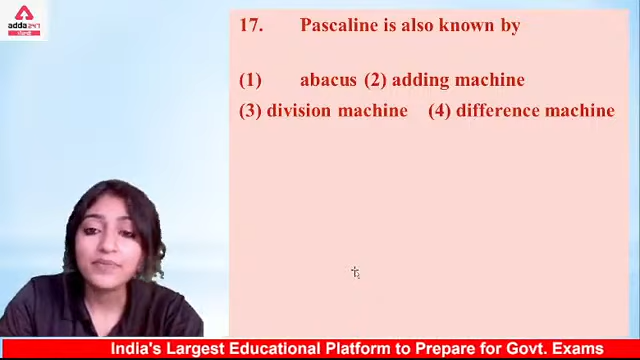 adda247
ਪੰਜਾਬੀ
17. Pascaline is also known by
(1) abacus (2) adding machine
(3) division machine (4) difference machine
India's Largest Educational Platform to Prepare for Govt. Exams